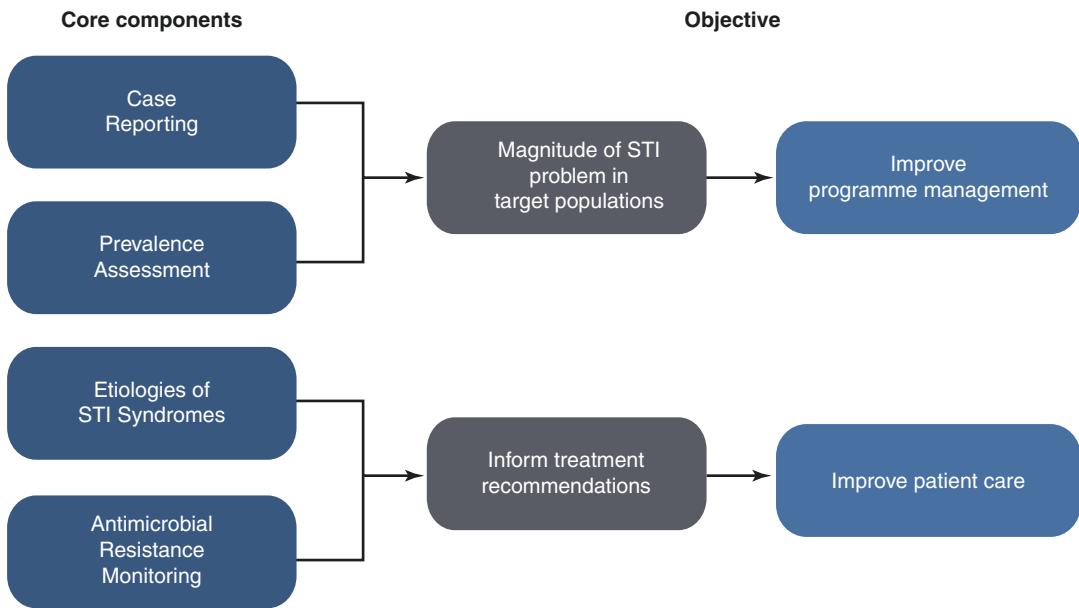 Core components
Objective
Case
Reporting
Prevalence
Assessment
Magnitude of STI
problem in
target populations
Improve
programme management
Etiologies of
STI Syndromes
Antimicrobial
Resistance
Monitoring
Inform treatment
recommendations
Improve patient care